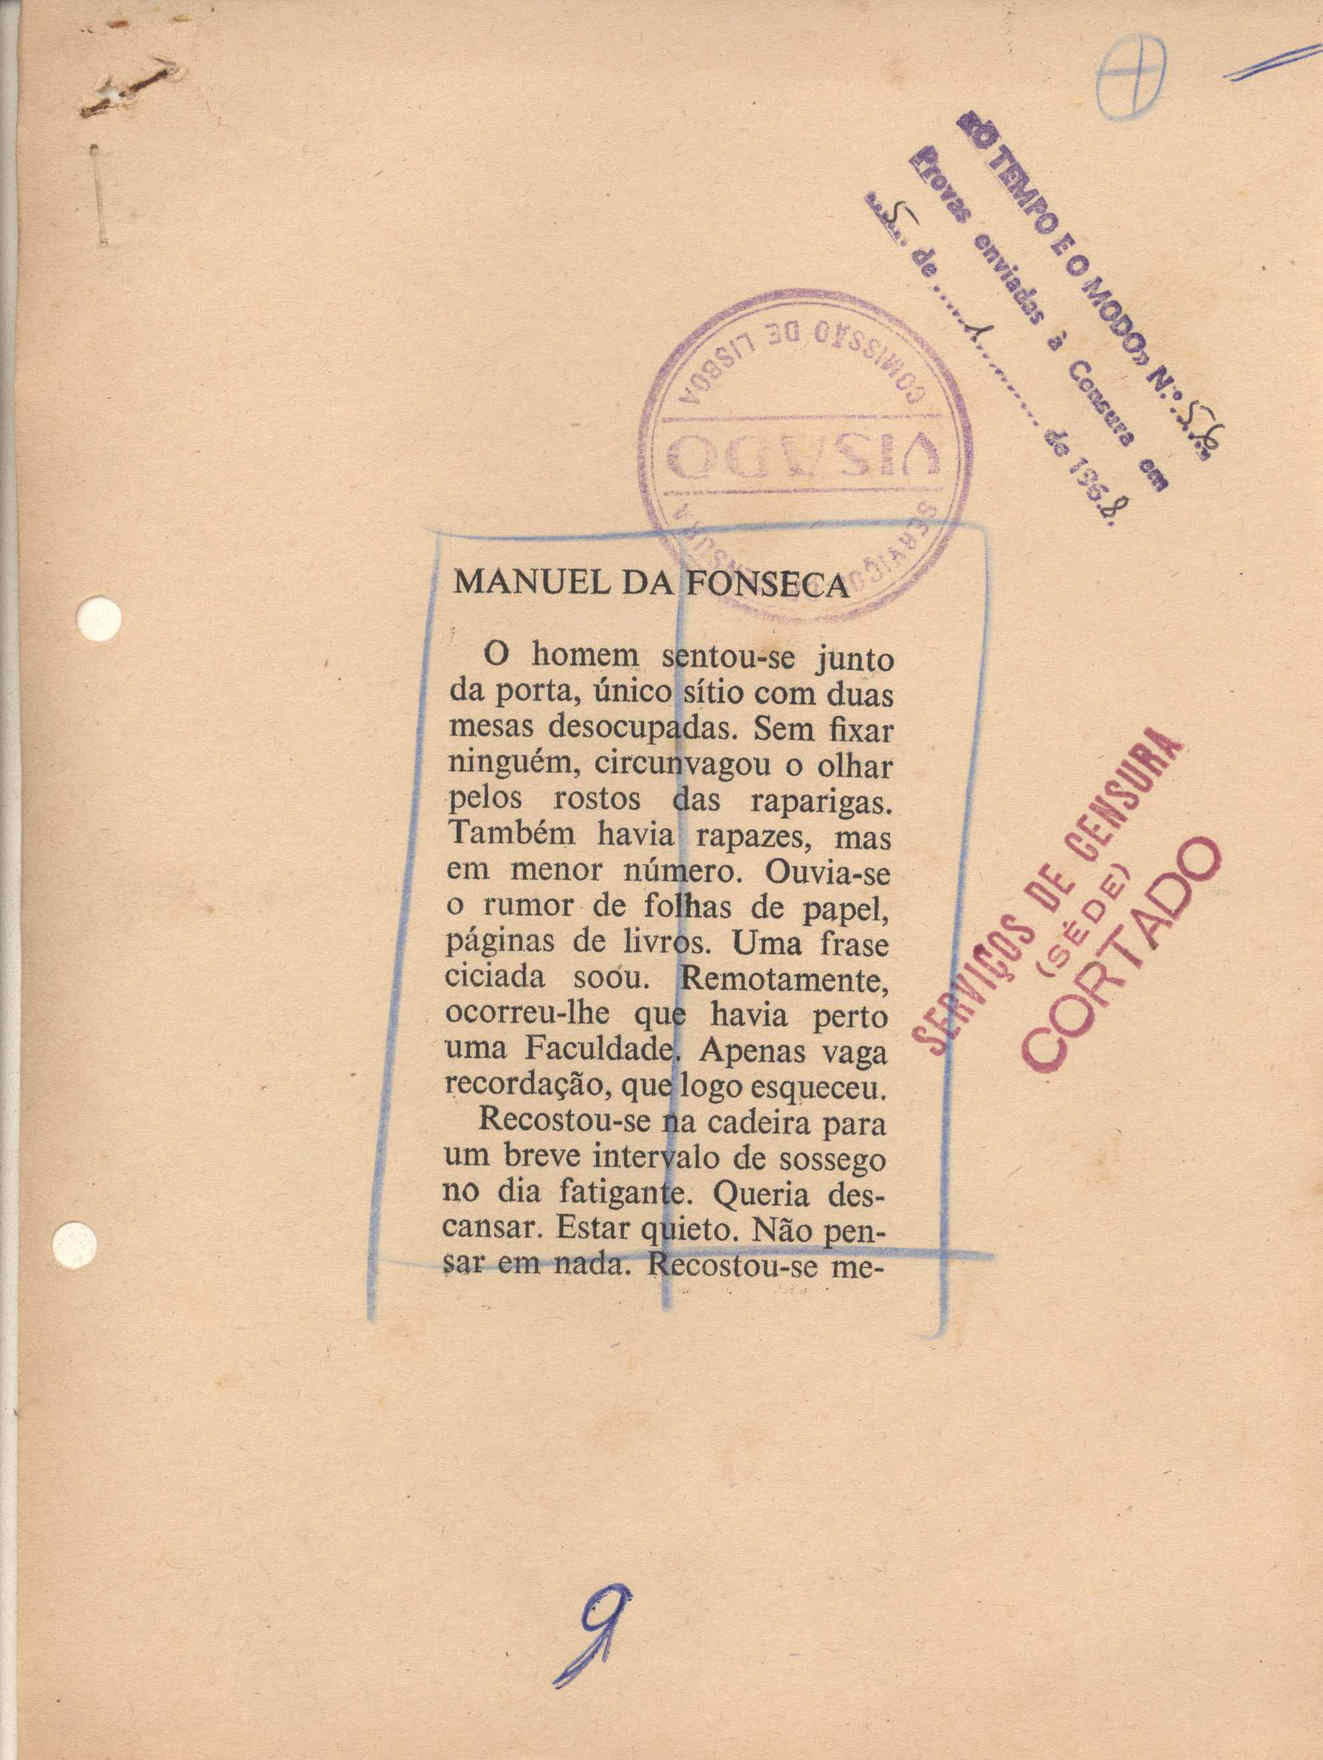 «O TEMPO E O MODO» N.º 56
Provas enviadas à Censura em
5 de 1 de 1968.
COMISSÃO DE LISBOA
VISADO
SERVIÇOS DE CENSURA
MANUEL DA FONSECA
O homem sentou-se junto
da porta, único sítio com duas
mesas desocupadas. Sem fixar
ninguém, circunvagou o olhar
pelos rostos das raparigas.
Também havia rapazes, mas
em menor número. Ouvia-se
o rumor de folhas de papel,
páginas de livros. Uma frase
ciciada soou. Remotamente,
ocorreu-lhe que havia perto
uma Faculdade. Apenas vaga
recordação, que logo esqueceu.
Recostou-se na cadeira para
um breve intervalo de sossego
no dia fatigante. Queria des-
cansar. Estar quieto. Não pen-
sar em nada. Recostou-se me-
SERVIÇOS DE CENSURA
(SÉDE)
CORTADO
9